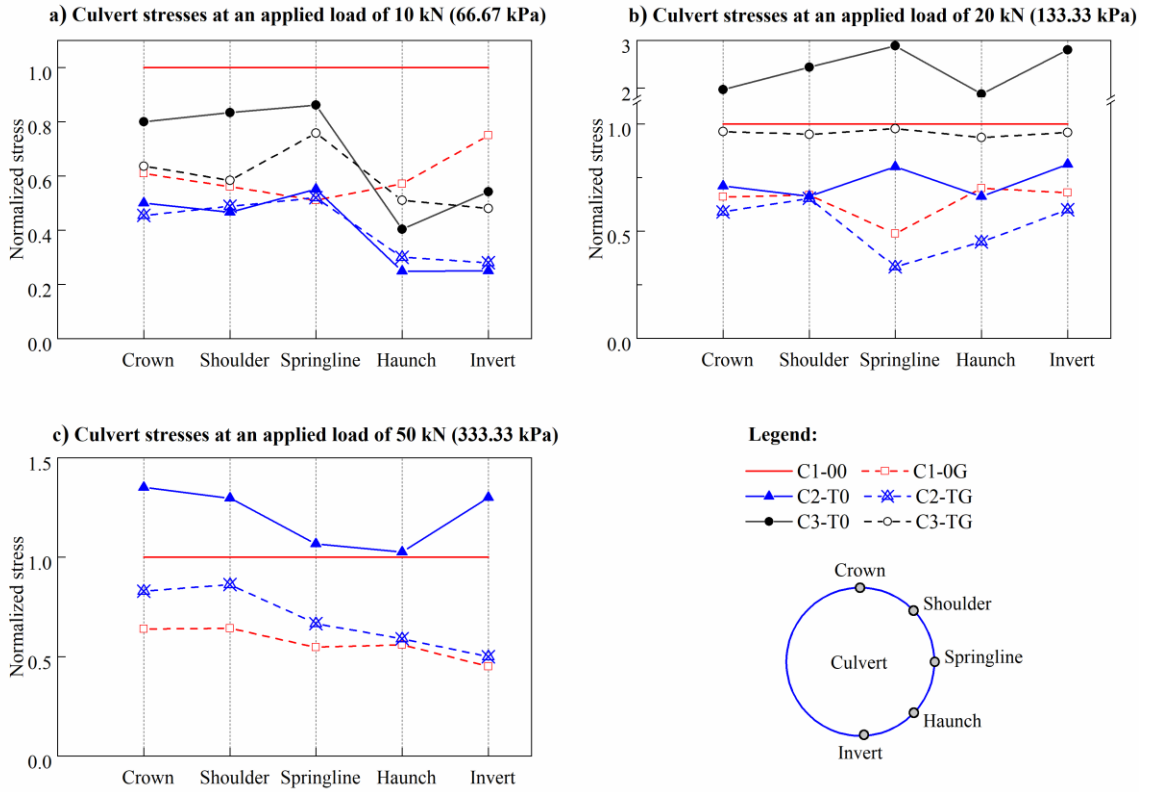 a) Culvert stresses at an applied load of 10 kN (66.67 kPa)
Normalized stress
1.0
0.8
0.6
0.4
0.2
0.0
Crown Shoulder Springline Haunch Invert
b) Culvert stresses at an applied load of 20 kN (133.33 kPa)
Normalized stress
3
2
1.0
0.5
0.0
Crown Shoulder Springline Haunch Invert
c) Culvert stresses at an applied load of 50 kN (333.33 kPa)
Normalized stress
1.5
1.0
0.5
0.0
Crown Shoulder Springline Haunch Invert
Legend:
C1-00 C1-0G
C2-T0 C2-TG
C3-T0 C3-TG
Crown
Shoulder
Culvert Springline
Haunch
Invert